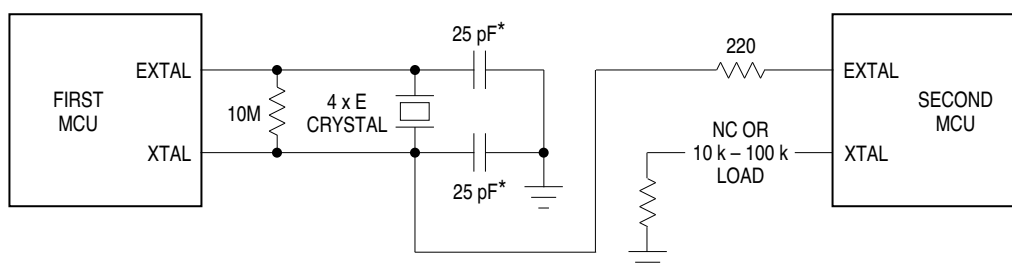 FIRST
MCU
EXTAL
XTAL
10M
4 x E
CRYSTAL
25 pF*
25 pF*
220
NC OR
10 k – 100 k
LOAD
EXTAL
XTAL
SECOND
MCU